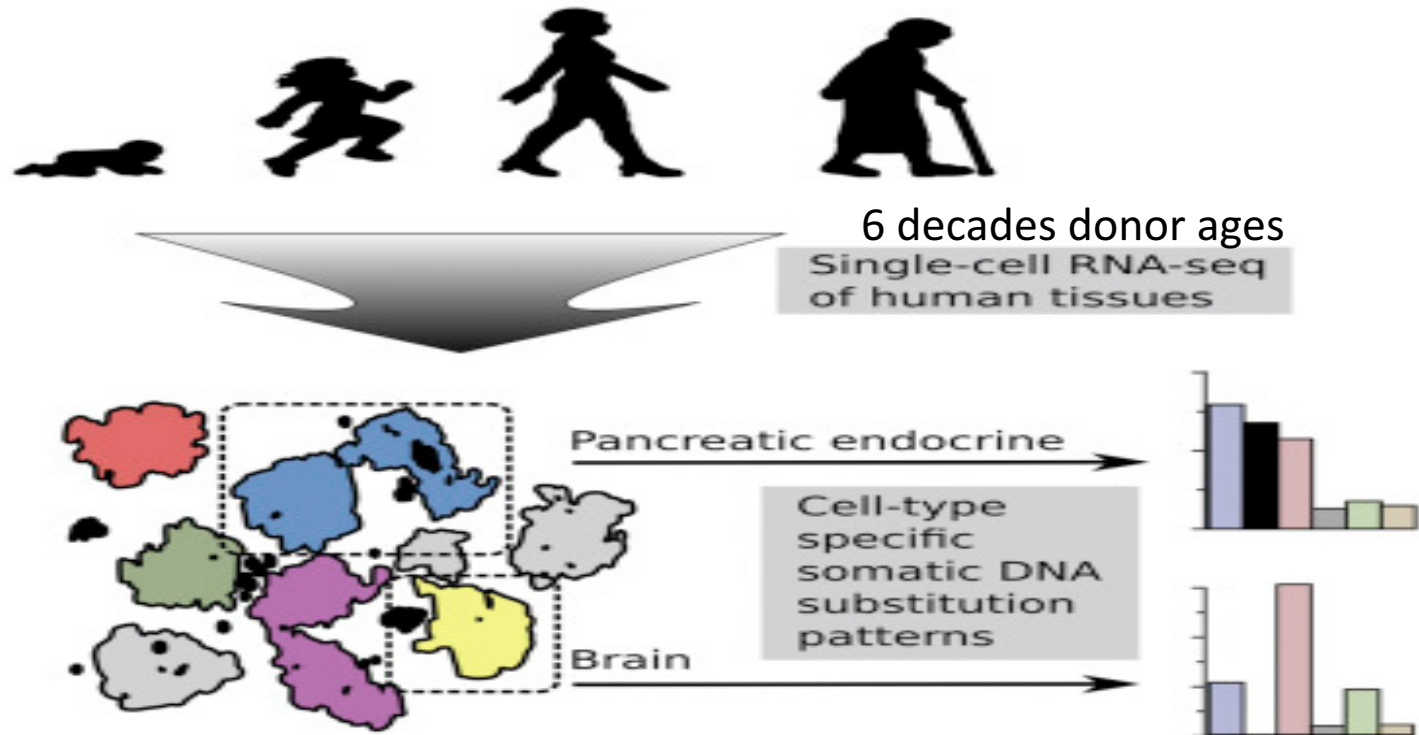 6 decades donor ages
Single-cell RNA-seq
of human tissues
Pancreatic endocrine
Cell-type
specific
somatic DNA
substitution
patterns
Brain